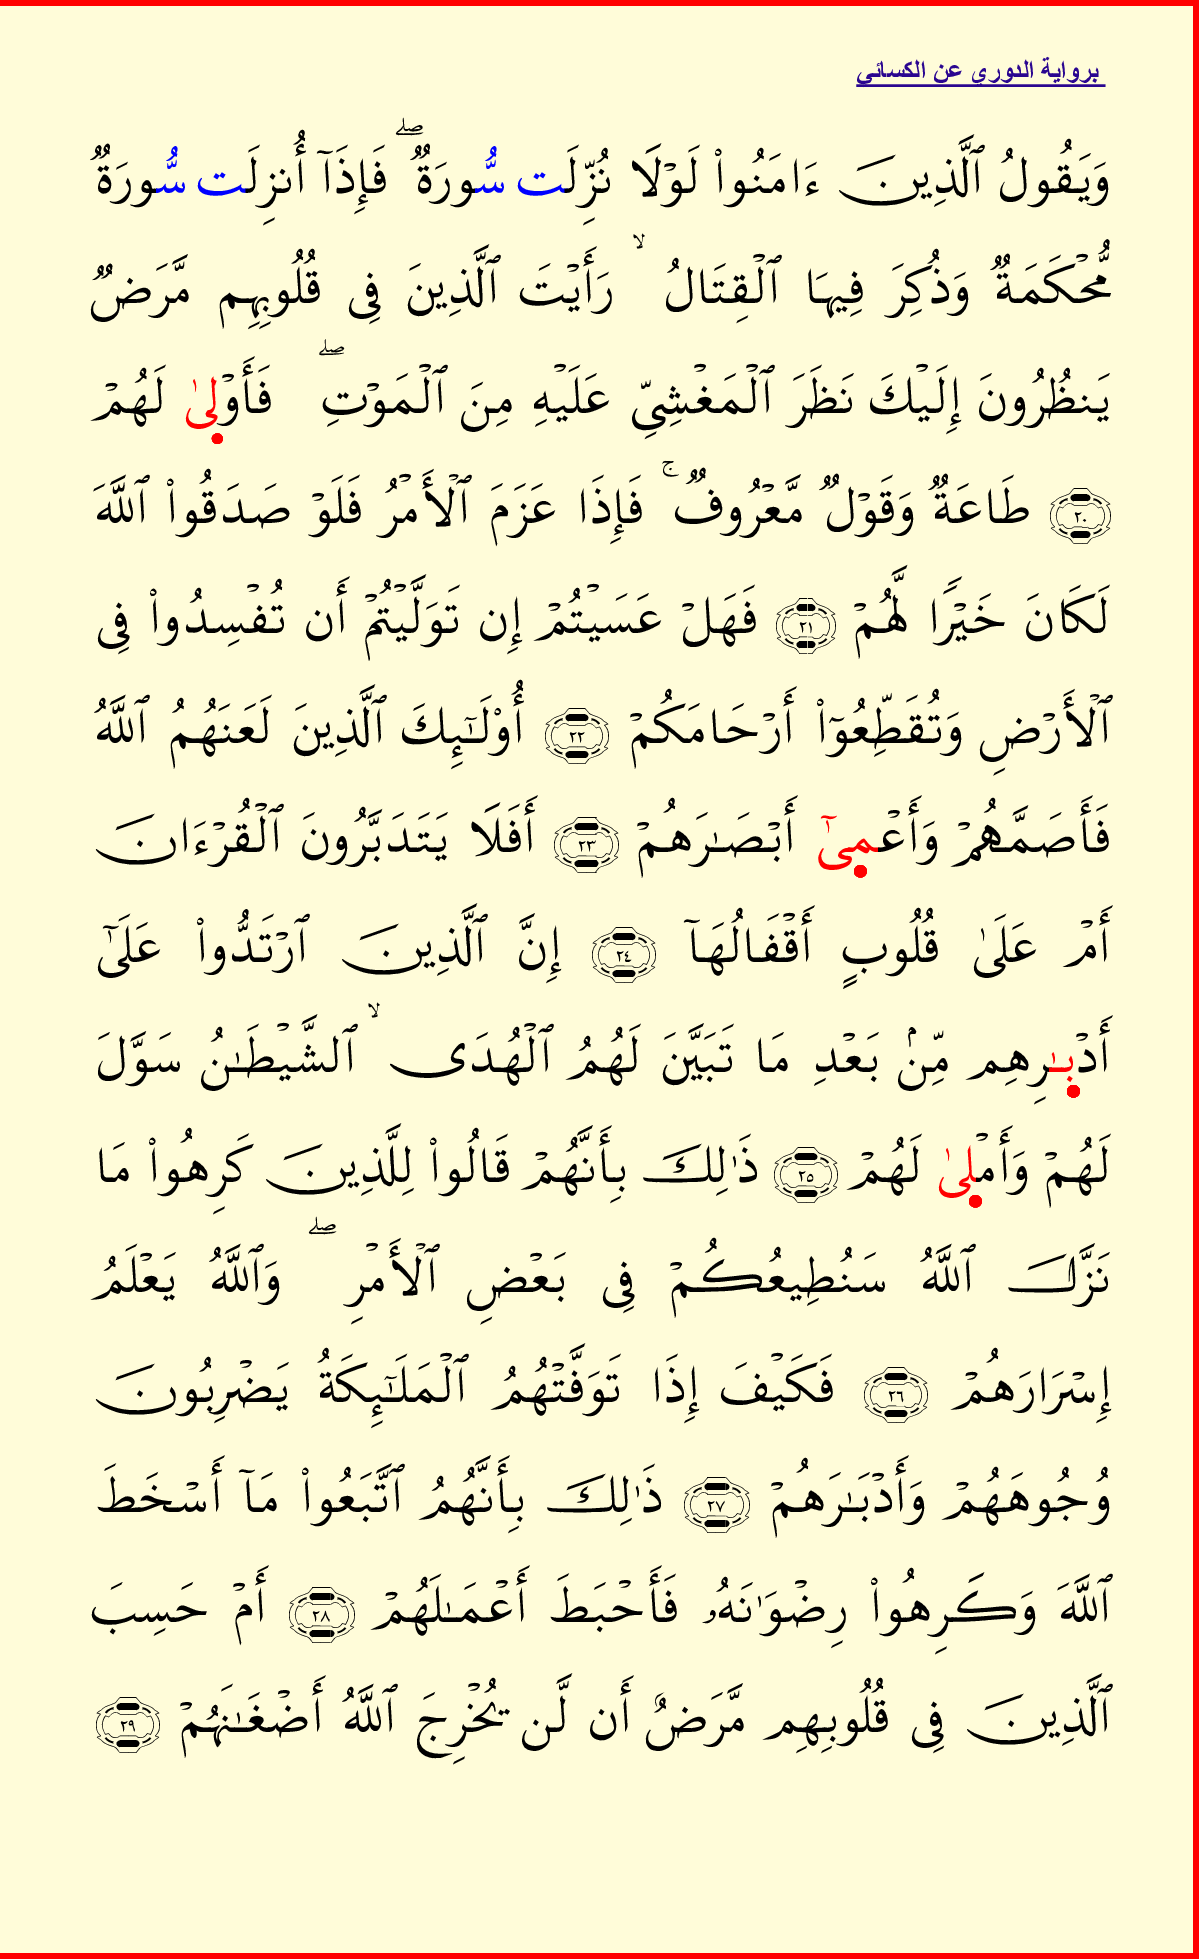 برواية الدوري عن الكسائي
وَيَقُولُ ٱلَّذِينَ ءَامَنُواْ لَوۡلَا نُزِّلَت سُّورَةٌۖ فَإِذَآ أُنزِلَت سُّورَةٌ
مُّحۡكَمَةٌ وَذُكِرَ فِيهَا ٱلۡقِتَالُ ۙ رَأَيۡتَ ٱلَّذِينَ فِى قُلُوبِهِم مَّرَضٌ
يَنظُرُونَ إِلَيۡكَ نَظَرَ ٱلۡمَغۡشِىِّ عَلَيۡهِ مِنَ ٱلۡمَوۡتِ ۖ فَأَوۡلِىٰ لَهُمۡ
٢٠ طَاعَةٌ وَقَوۡلٌ مَّعۡرُوفٌ ۚ فَإِذَا عَزَمَ ٱلۡأَمۡرُ فَلَوۡ صَدَقُواْ ٱللَّهَ
لَكَانَ خَيۡرًا لَّهُمۡ ٢١ فَهَلۡ عَسَيۡتُمۡ إِن تَوَلَّيۡتُمۡ أَن تُفۡسِدُواْ فِى
ٱلۡأَرۡضِ وَتُقَطِّعُوٓاْ أَرۡحَامَكُمۡ ٢٢ أُوْلَـٰٓئِكَ ٱلَّذِينَ لَعَنَهُمُ ٱللَّهُ
فَأَصَمَّهُمۡ وَأَعۡمِىٰٓ أَبۡصَـٰرَهُمۡ ٢٣ أَفَلَا يَتَدَبَّرُونَ ٱلۡقُرۡءَانَ
أَمۡ عَلَىٰ قُلُوبٍ أَقۡفَالُهَآ ٢٤ إِنَّ ٱلَّذِينَ ٱرۡتَدُّواْ عَلَىٰٓ
أَدۡبِـٰرِهِم مِّنۢ بَعۡدِ مَا تَبَيَّنَ لَهُمُ ٱلۡهُدَى ۙ ٱلشَّيۡطَـٰنُ سَوَّلَ
لَهُمۡ وَأَمۡلِىٰ لَهُمۡ ٢٥ ذَٰلِكَ بِأَنَّهُمۡ قَالُواْ لِلَّذِينَ كَرِهُواْ مَا
نَزَّلَ ٱللَّهُ سَنُطِيعُكُمۡ فِى بَعۡضِ ٱلۡأَمۡرِ ۖ وَٱللَّهُ يَعۡلَمُ
إِسۡرَارَهُمۡ ٢٦ فَكَيۡفَ إِذَا تَوَفَّتۡهُمُ ٱلۡمَلَـٰٓئِكَةُ يَضۡرِبُونَ
وُجُوهَهُمۡ وَأَدۡبَـٰرَهُمۡ ٢٧ ذَٰلِكَ بِأَنَّهُمُ ٱتَّبَعُواْ مَآ أَسۡخَطَ
ٱللَّهَ وَكَرِهُواْ رِضۡوَٰنَهُۥ فَأَحۡبَطَ أَعۡمَـٰلَهُمۡ ٢٨ أَمۡ حَسِبَ
ٱلَّذِينَ فِى قُلُوبِهِم مَّرَضٌ أَن لَّن يُخۡرِجَ ٱللَّهُ أَضۡغَـٰنَهُمۡ ٢٩